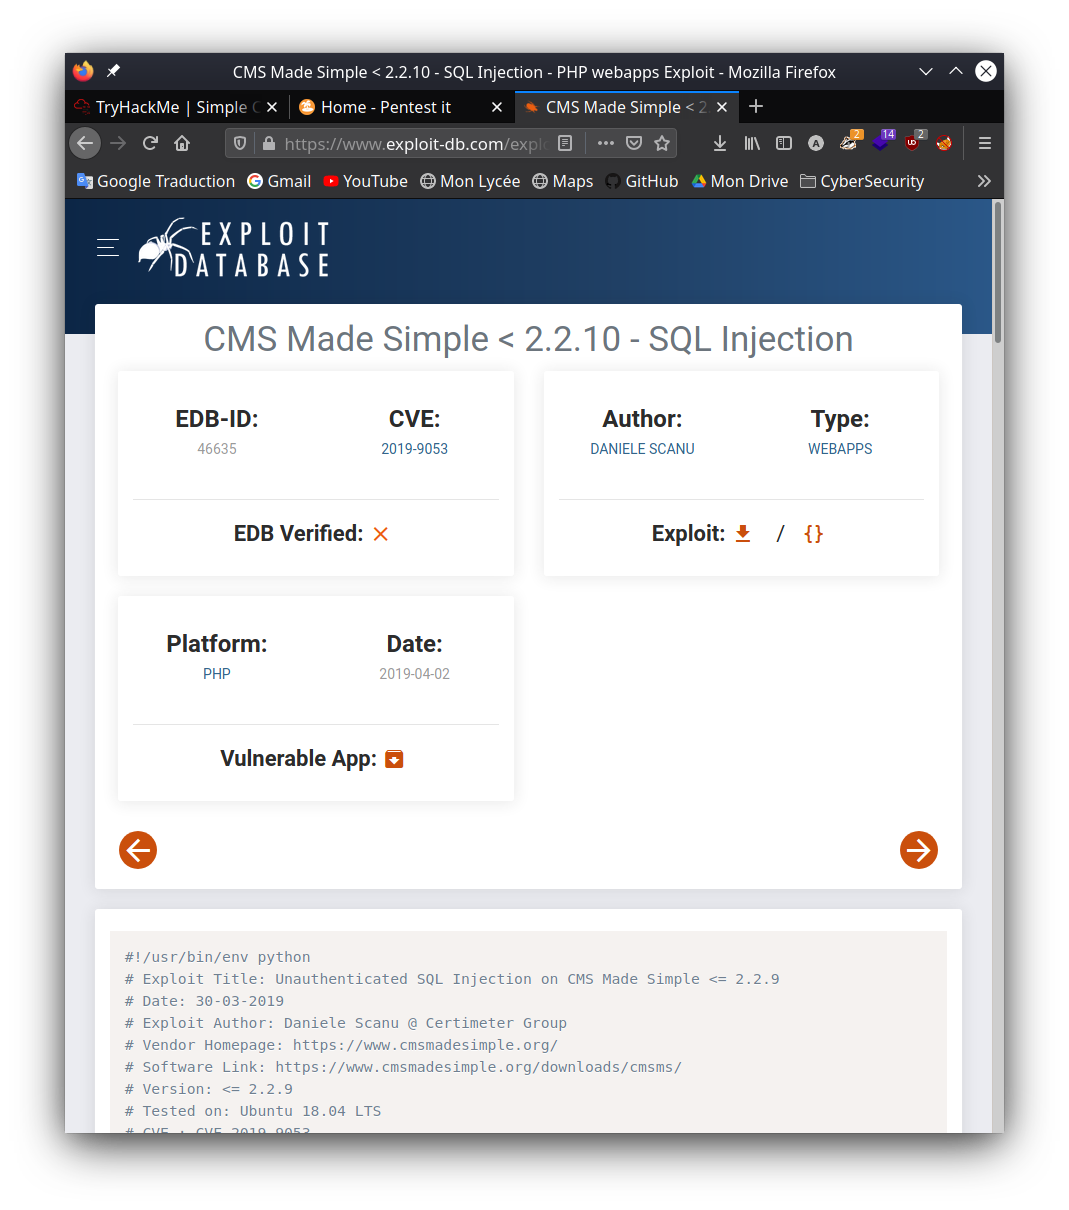 CMS Made Simple < 2.2.10 - SQL Injection - PHP webapps Exploit - Mozilla Firefox
TryHackMe | Simple C
Home - Pentest it
CMS Made Simple < 2.
https://www.exploit-db.com/explo
2
14
2
Google Traduction
Gmail
YouTube
Mon Lycée
Maps
GitHub
Mon Drive
CyberSecurity
EXPLOIT
DATABASE
CMS Made Simple < 2.2.10 - SQL Injection
EDB-ID:
46635
CVE:
2019-9053
EDB Verified:
Author:
DANIELE SCANU
Type:
WEBAPPS
Exploit: / {}
Platform:
PHP
Date:
2019-04-02
Vulnerable App:
#!/usr/bin/env python
# Exploit Title: Unauthenticated SQL Injection on CMS Made Simple <= 2.2.9
# Date: 30-03-2019
# Exploit Author: Daniele Scanu @ Certimeter Group
# Vendor Homepage: https://www.cmsmadesimple.org/
# Software Link: https://www.cmsmadesimple.org/downloads/cmsms/
# Version: <= 2.2.9
# Tested on: Ubuntu 18.04 LTS
# CVE : CVE-2019-9053